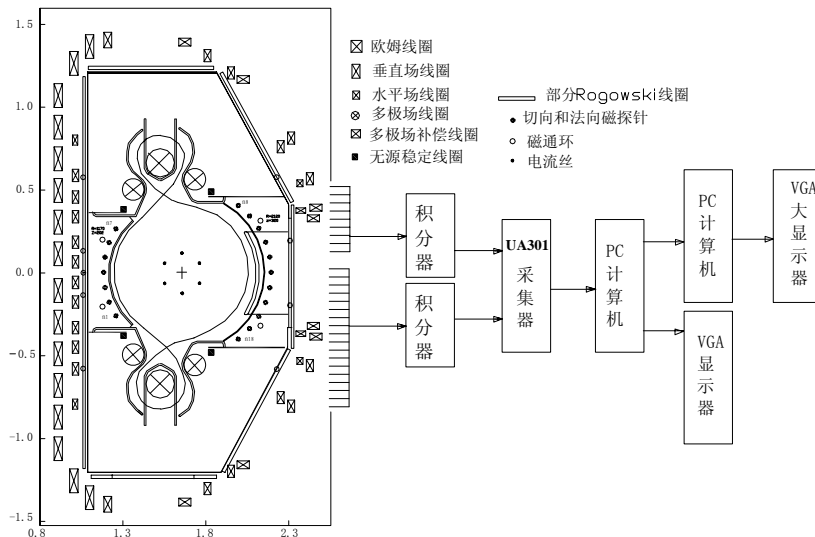 1.5
1.0
0.5
0.0
-0.5
-1.0
-1.5
0.8
1.3
1.8
2.3
欧姆线圈
垂直场线圈
水平场线圈
多极场线圈
多极场补偿线圈
无源稳定线圈
部分Rogowski线圈
切向和法向磁探针
磁通环
电流丝
积分器
积分器
UA301
采集器
PC
计算机
PC
计算机
VGA
大显示器
VGA
显示器